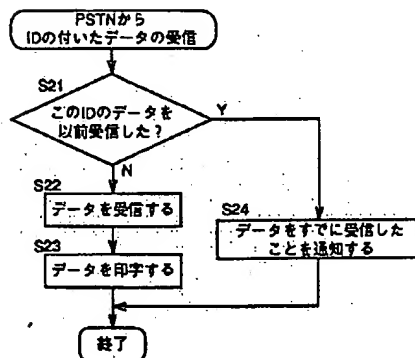 PSTNから
IDの付いたデータの受信
S21
このIDのデータを
以前受信した?
Y
N
S22
データを受信する
S24
データをすでに受信した
ことを通知する
S23
データを印字する
終了